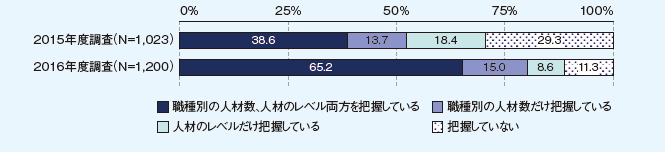 0% 25% 50% 75% 100%
2015年度調査(N=1,023) 38.6 13.7 18.4 29.3
2016年度調査(N=1,200) 65.2 15.0 8.6 11.3
職種別の人材数、人材のレベル両方を把握している 職種別の人材数だけ把握している
人材のレベルだけ把握している 把握していない